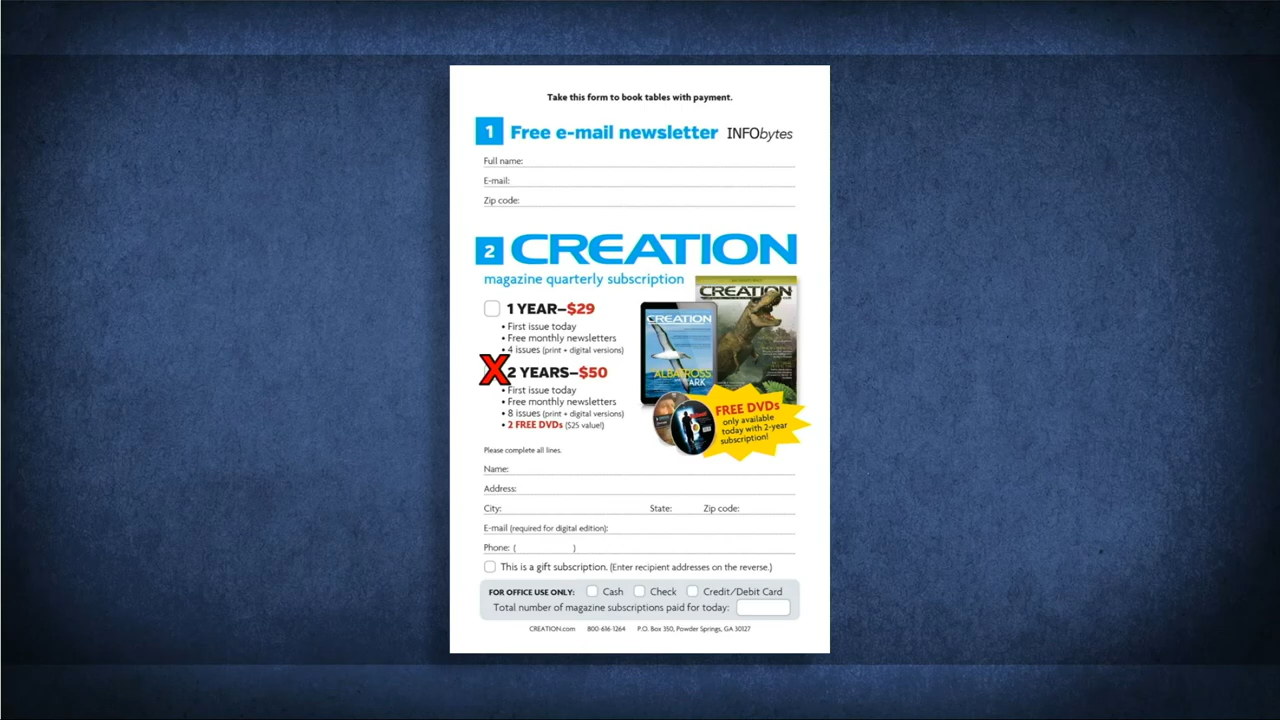 Take this form to book tables with payment.
1 Free e-mail newsletter INFObytes
Full name:
E-mail:
Zip code:
2 CREATION
magazine quarterly subscription
1 YEAR–$29
• First issue today
• Free monthly newsletters
• 4 issues (print + digital versions)
X 2 YEARS–$50
• First issue today
• Free monthly newsletters
• 8 issues (print + digital versions)
• 2 FREE DVDs ($25 value!)
CREATION
CREATION
ALBATROSS
FREE DVDs
only available
today with 2-year
subscription!
Please complete all lines.
Name:
Address:
City: State: Zip code:
E-mail (required for digital edition):
Phone: ( )
This is a gift subscription. (Enter recipient addresses on the reverse.)
FOR OFFICE USE ONLY: Cash Check Credit/Debit Card
Total number of magazine subscriptions paid for today:
CREATION.com 800-616-1264 P.O. Box 350, Powder Springs, GA 30127